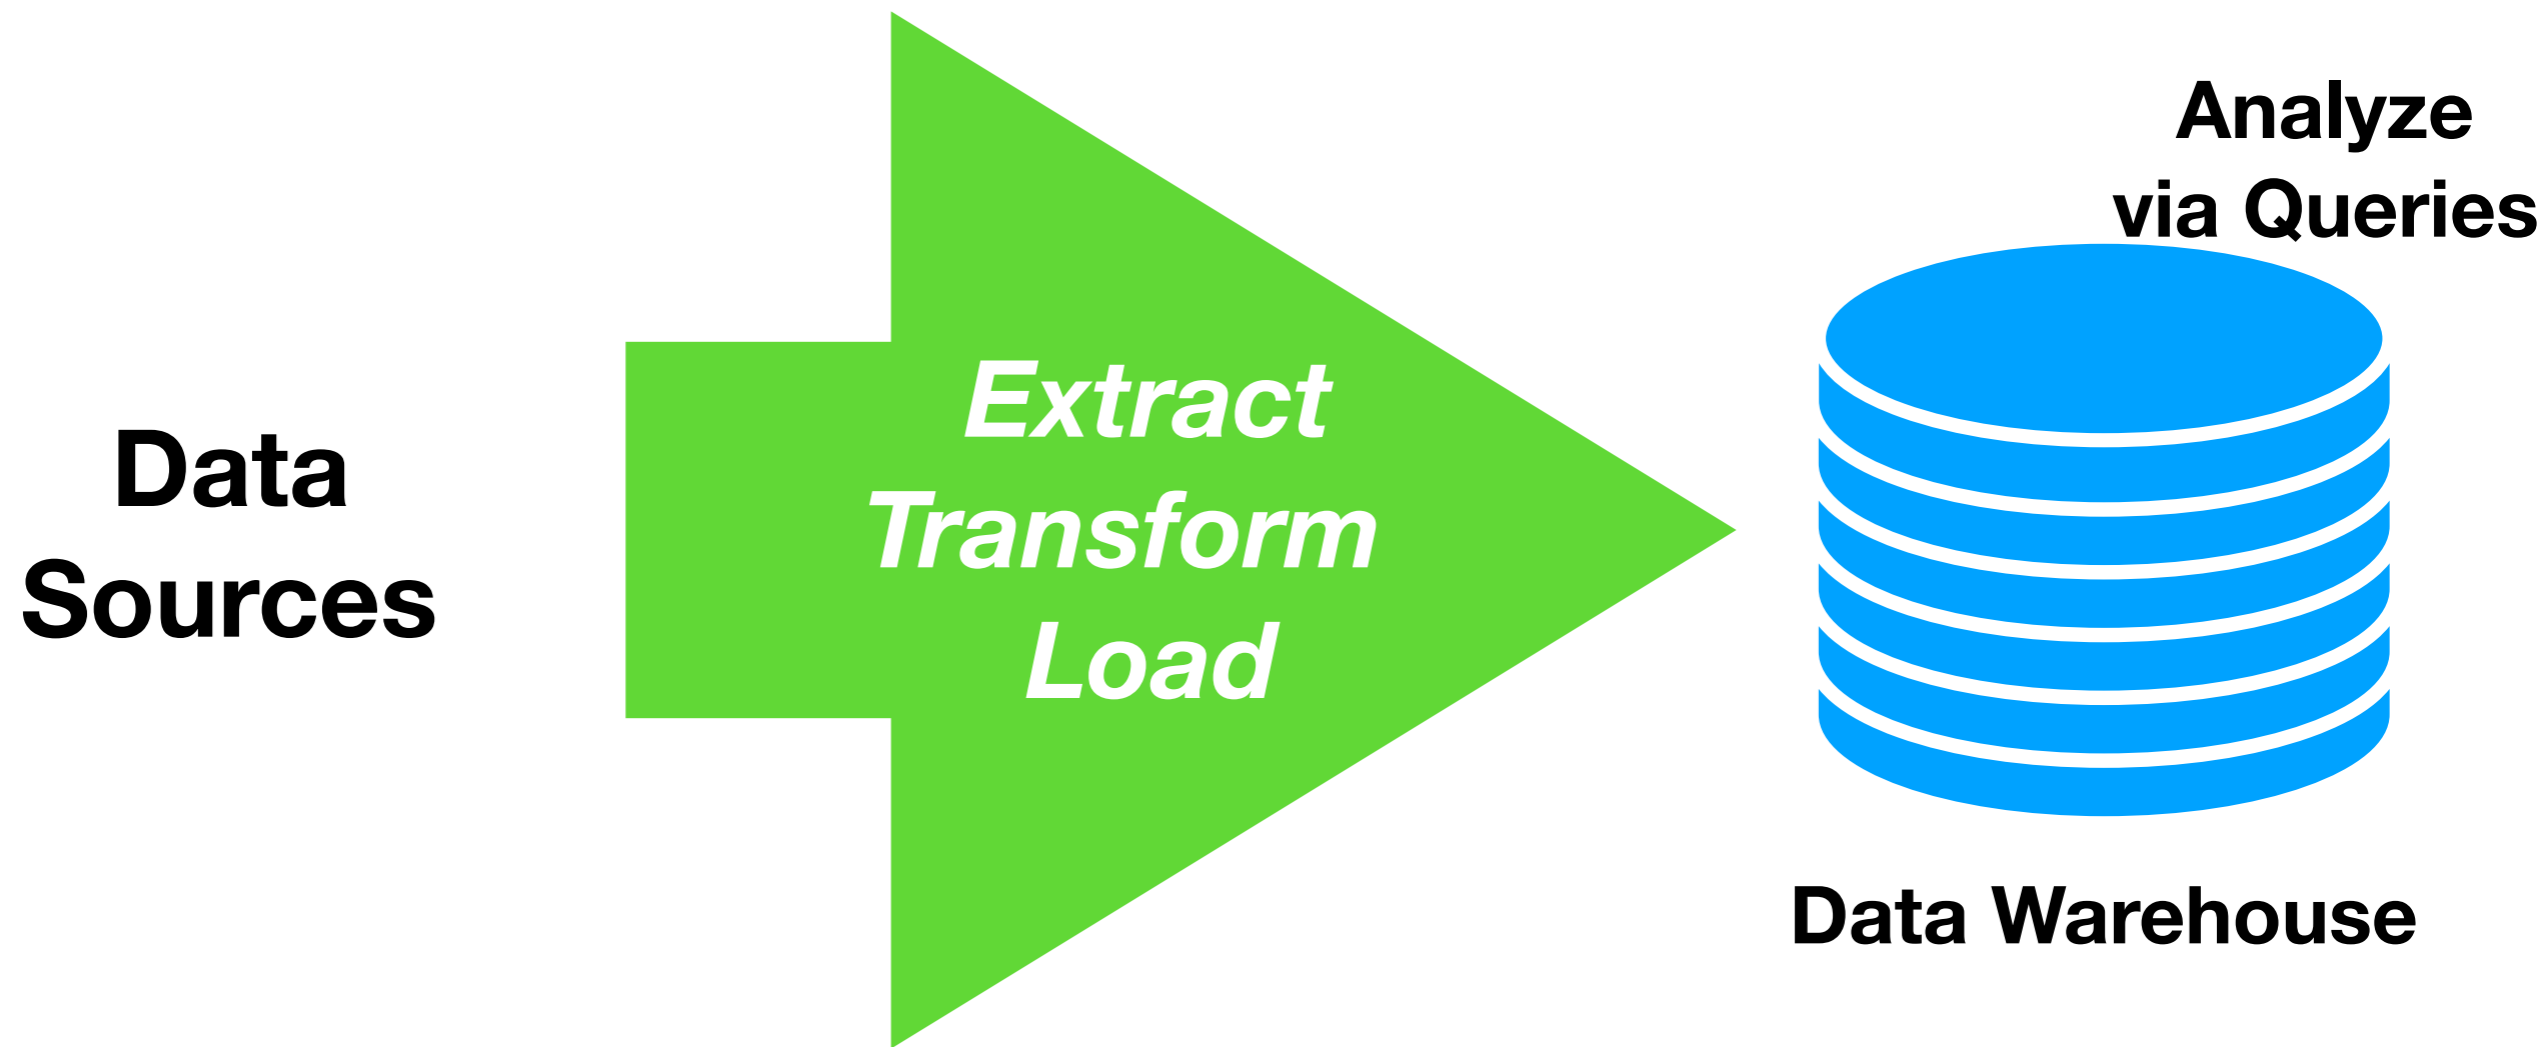 Data
Sources
Extract
Transform
Load
Analyze
via Queries
Data Warehouse